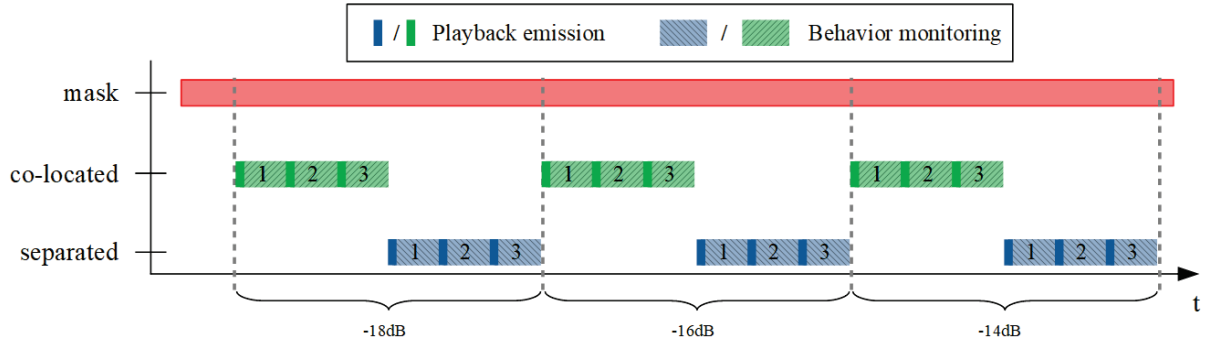 / Playback emission / Behavior monitoring
mask
co-located 1 2 3 1 2 3 1 2 3
separated 1 2 3 1 2 3 1 2 3
t
-18dB -16dB -14dB